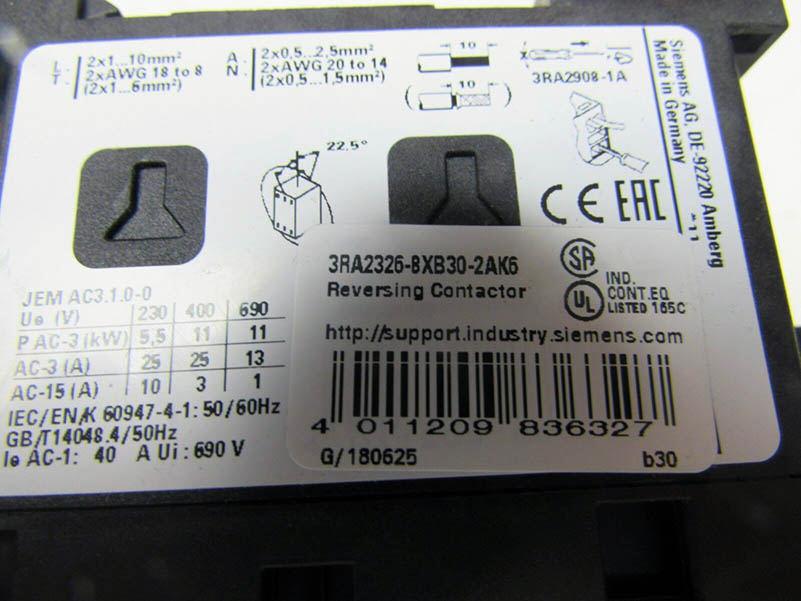 L : 2x1...10mm²
T : 2xAWG 18 to 8
(2x1...6mm²)
A : 2x0,5...2,5mm²
N : 2xAWG 20 to 14
(2x0,5...1,5mm²)
10
10
3RA2908-1A
22,5°
Siemens AG, DE-92220 Amberg
Made in Germany
CE EAC
3RA2326-8XB30-2AK6
Reversing Contactor
SA
UL
IND.
CONT.EQ
LISTED 165C
http://support.industry.siemens.com
4 011209 836327
G/180625 b30
JEM AC3.1.0-0
Ue (V) 230 400 690
P AC-3 (kW) 5,5 11 11
AC-3 (A) 25 25 13
AC-15 (A) 10 3 1
IEC/EN/K 60947-4-1: 50/60Hz
GB/T14048.4/50Hz
Ie AC-1: 40 A Ui : 690 V